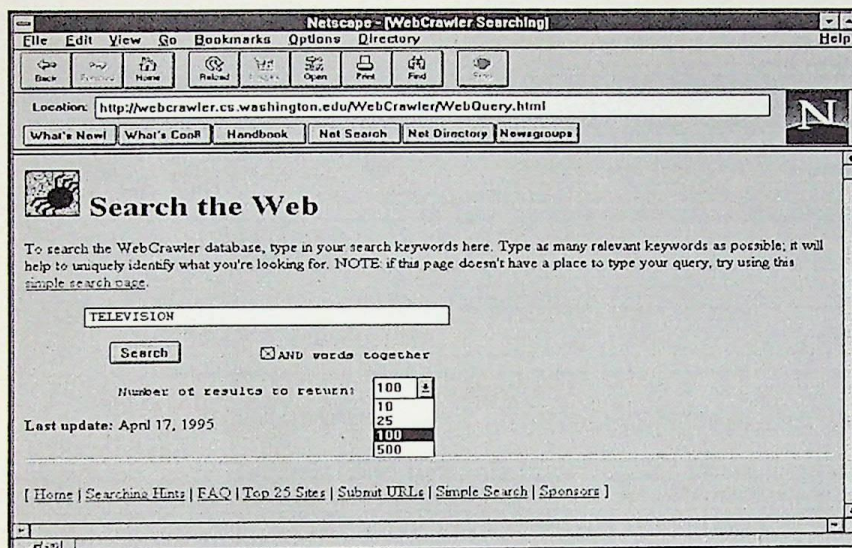 Netscape - [WebCrawler Searching]
File Edit View Go Bookmarks Options Directory Help
Back Home Reload Open Print Find
Location: http://webcrawler.cs.washington.edu/WebCrawler/WebQuery.html
What's New! What's Cool! Handbook Net Search Net Directory Newsgroups
N
Search the Web
To search the WebCrawler database, type in your search keywords here. Type as many relevant keywords as possible; it will
help to uniquely identify what you're looking for. NOTE: if this page doesn't have a place to type your query, try using this
simple search page.
TELEVISION
Search AND words together
Number of results to return: 100
10
25
100
500
Last update: April 17, 1995
[ Home | Searching Hints | FAQ | Top 25 Sites | Submit URLs | Simple Search | Sponsors ]